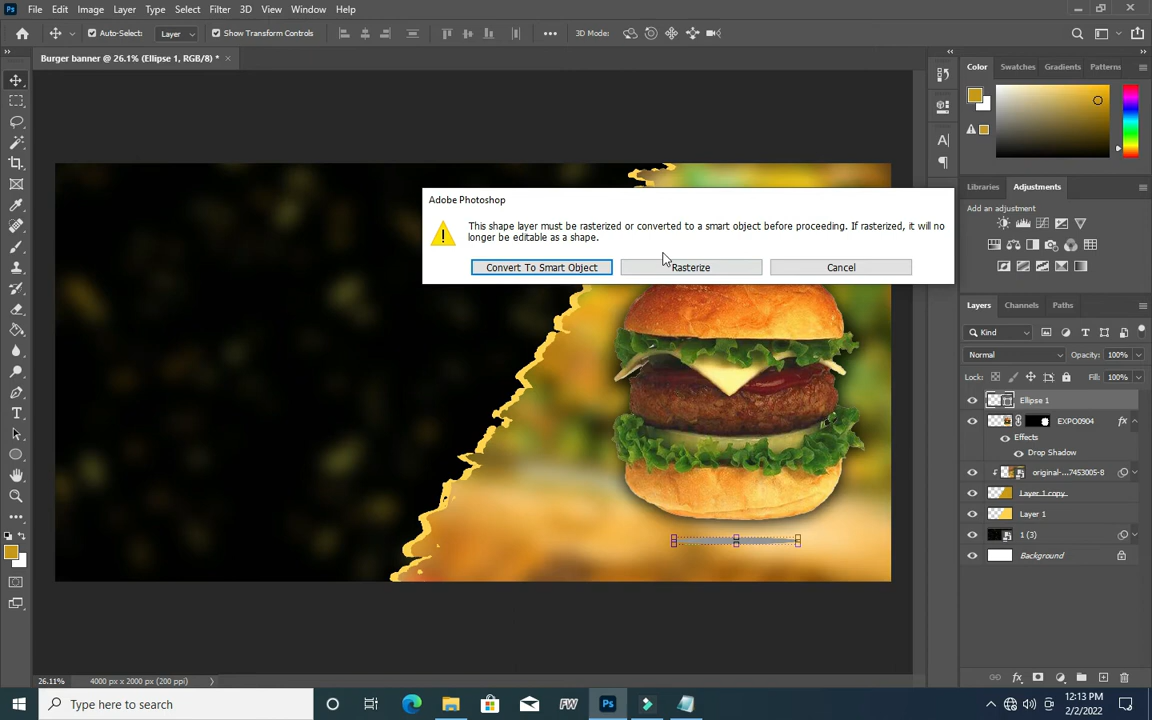 Ps File Edit Image Layer Type Select Filter 3D View Window Help
Auto-Select: Layer Show Transform Controls 3D Mode:
Burger banner @ 26.1% (Ellipse 1, RGB/8) *
Color Swatches Gradients Patterns
Adobe Photoshop
This shape layer must be rasterized or converted to a smart object before proceeding. If rasterized, it will no
longer be editable as a shape.
Convert To Smart Object Rasterize Cancel
Libraries Adjustments
Add an adjustment
Layers Channels Paths
Kind
Normal Opacity: 100%
Lock: Fill: 100%
Ellipse 1
EXPO0904 fx
Effects
Drop Shadow
original-...7453005-8
Layer 1 copy
Layer 1
1 (3)
Background
26.11% 4000 px x 2000 px (200 ppi)
Type here to search
FW
Ps
12:13 PM
2/2/2022